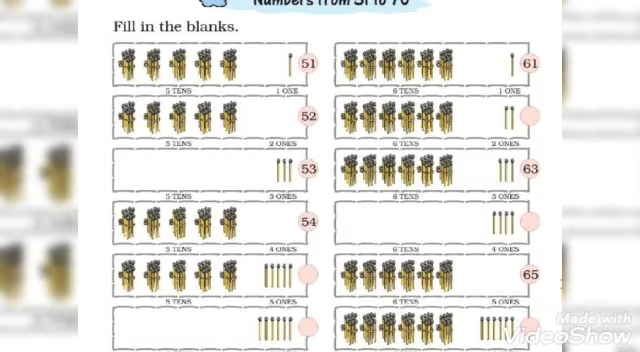 Numbers from 51 to 70
Fill in the blanks.
51
61
5 TENS 1 ONE
6 TENS 1 ONE
52
5 TENS 2 ONES
6 TENS 2 ONES
53
63
5 TENS 3 ONES
6 TENS 3 ONES
54
5 TENS 4 ONES
6 TENS 4 ONES
65
5 TENS 5 ONES
6 TENS 5 ONES
Made with
VideoShow